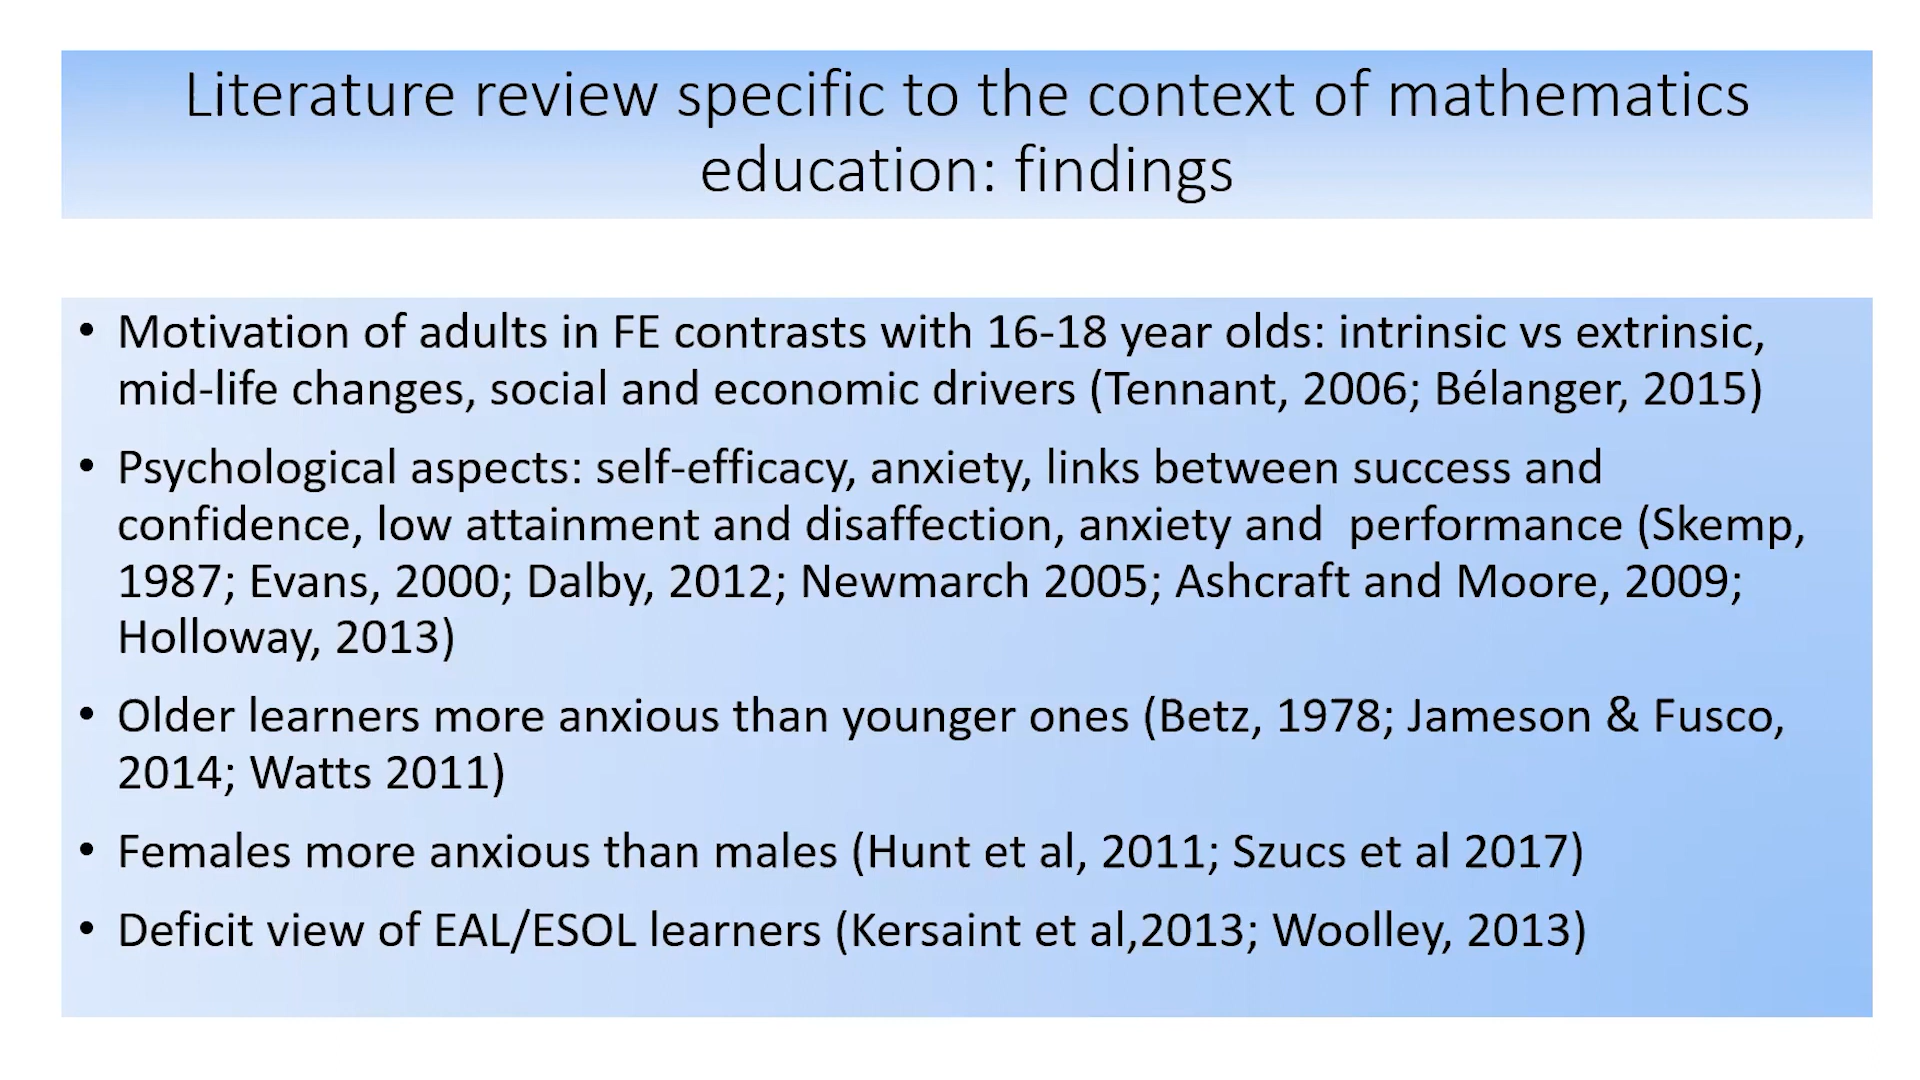 Literature review specific to the context of mathematics
education: findings
• Motivation of adults in FE contrasts with 16-18 year olds: intrinsic vs extrinsic,
mid-life changes, social and economic drivers (Tennant, 2006; Bélanger, 2015)
• Psychological aspects: self-efficacy, anxiety, links between success and
confidence, low attainment and disaffection, anxiety and  performance (Skemp,
1987; Evans, 2000; Dalby, 2012; Newmarch 2005; Ashcraft and Moore, 2009;
Holloway, 2013)
• Older learners more anxious than younger ones (Betz, 1978; Jameson & Fusco,
2014; Watts 2011)
• Females more anxious than males (Hunt et al, 2011; Szucs et al 2017)
• Deficit view of EAL/ESOL learners (Kersaint et al,2013; Woolley, 2013)